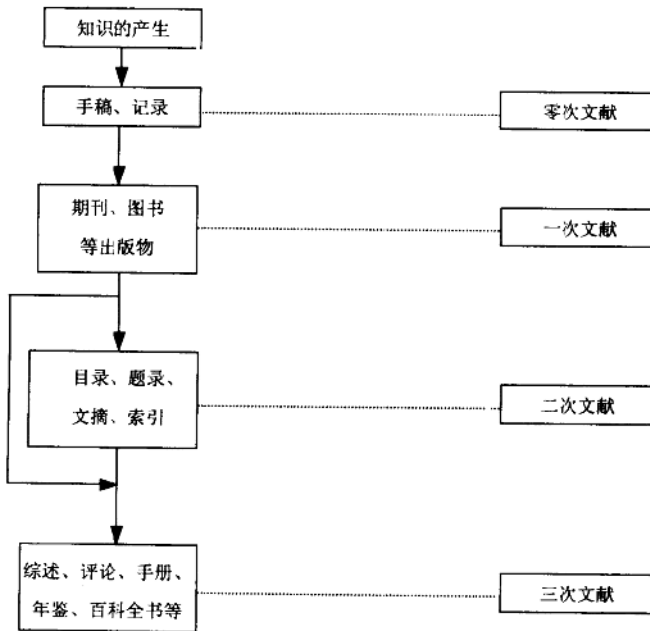 知识的产生
手稿、记录
零次文献
期刊、图书
等出版物
一次文献
目录、题录、
文摘、索引
二次文献
综述、评论、手册、
年鉴、百科全书等
三次文献